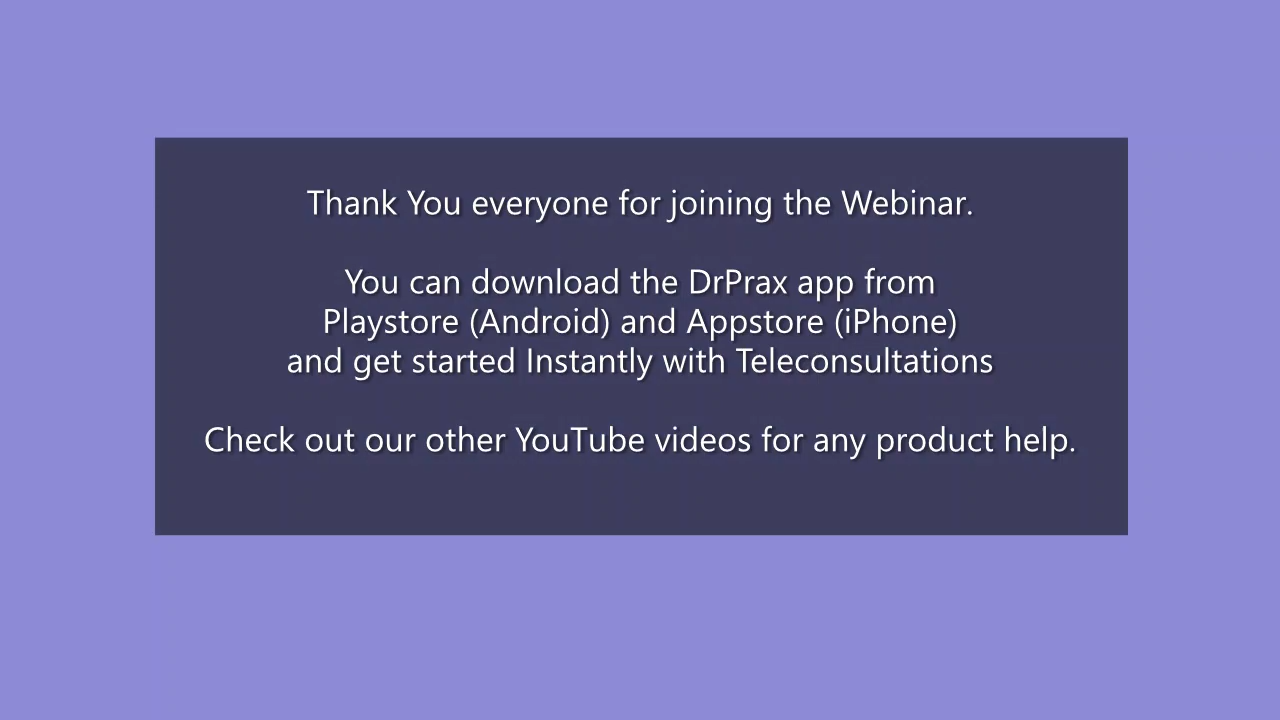 Thank You everyone for joining the Webinar.
You can download the DrPrax app from
Playstore (Android) and Appstore (iPhone)
and get started Instantly with Teleconsultations
Check out our other YouTube videos for any product help.